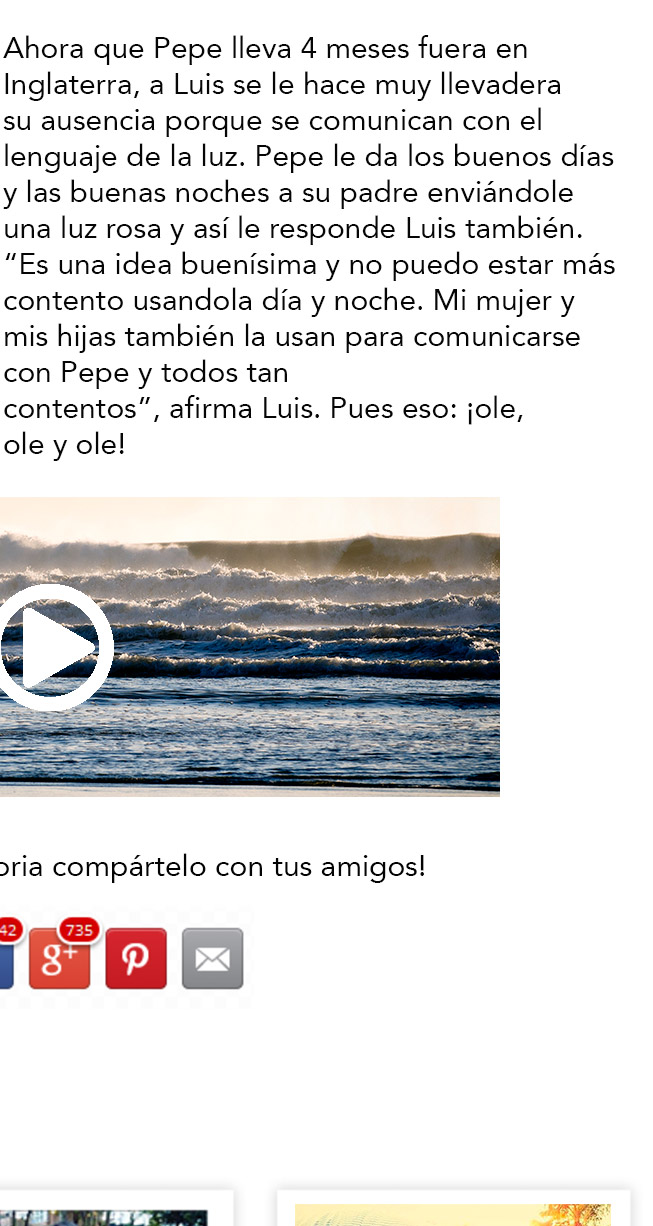 Ahora que Pepe lleva 4 meses fuera en
Inglaterra, a Luis se le hace muy llevadera
su ausencia porque se comunican con el
lenguaje de la luz. Pepe le da los buenos días
y las buenas noches a su padre enviándole
una luz rosa y así le responde Luis también.
“Es una idea buenísima y no puedo estar más
contento usandola día y noche. Mi mujer y
mis hijas también la usan para comunicarse
con Pepe y todos tan
contentos”, afirma Luis. Pues eso: ¡ole,
ole y ole!
oria compártelo con tus amigos!
42 735
g+